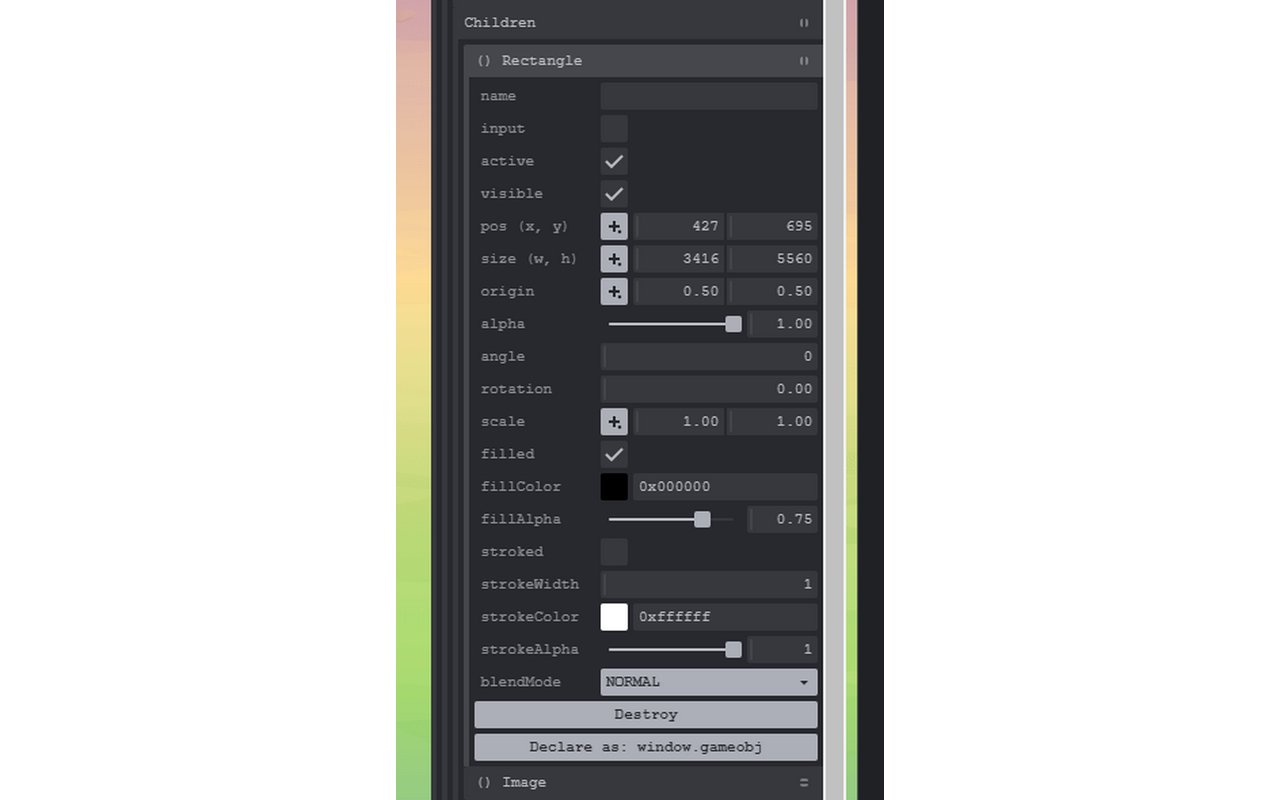 Children
() Rectangle
name
input
active
visible
pos (x, y) 427 695
size (w, h) 3416 5560
origin 0.50 0.50
alpha 1.00
angle 0
rotation 0.00
scale 1.00 1.00
filled
fillColor 0x000000
fillAlpha 0.75
stroked
strokeWidth 1
strokeColor 0xffffff
strokeAlpha 1
blendMode NORMAL
Destroy
Declare as: window.gameobj
() Image